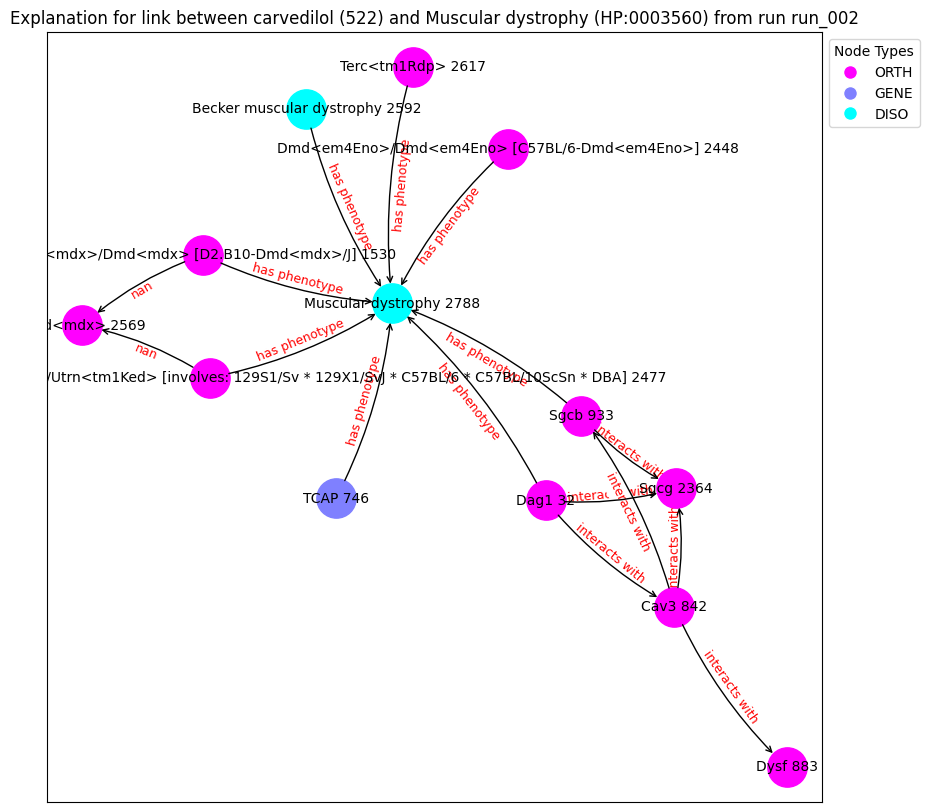 Explanation for link between carvedilol (522) and Muscular dystrophy (HP:0003560) from run run_002
Node Types
ORTH
GENE
DISO
Terc<tm1Rdp> 2617
Becker muscular dystrophy 2592
Dmd<em4Eno>/Dmd<em4Eno> [C57BL/6-Dmd<em4Eno>] 2448
has phenotype
has phenotype
has phenotype
<mdx>/Dmd<mdx> [D2.B10-Dmd<mdx>/J] 1530
has phenotype
nan
Muscular dystrophy 2788
d<mdx> 2569
has phenotype
nan
has phenotype
has phenotype
/Utrn<tm1Ked> [involves: 129S1/Sv * 129X1/SvJ * C57BL/6 * C57BL/10ScSn * DBA] 2477
has phenotype
Sgcb 933
interacts with
Sgcg 2364
TCAP 746
Dag1 32
interacts with
interacts with
interacts with
interacts with
Cav3 842
interacts with
Dysf 883